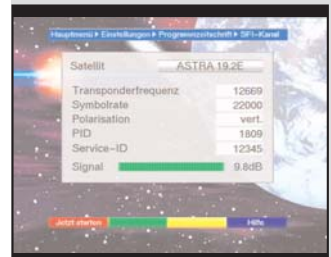 Hauptmenü ▸ Einstellungen ▸ Programmzeitschrift ▸ SFI-Kanal
Satellit ASTRA 19.2E
Transponderfrequenz 12669
Symbolrate 22000
Polarisation vert.
PID 1809
Service-ID 12345
Signal 9.8dB
Jetzt starten Hilfe